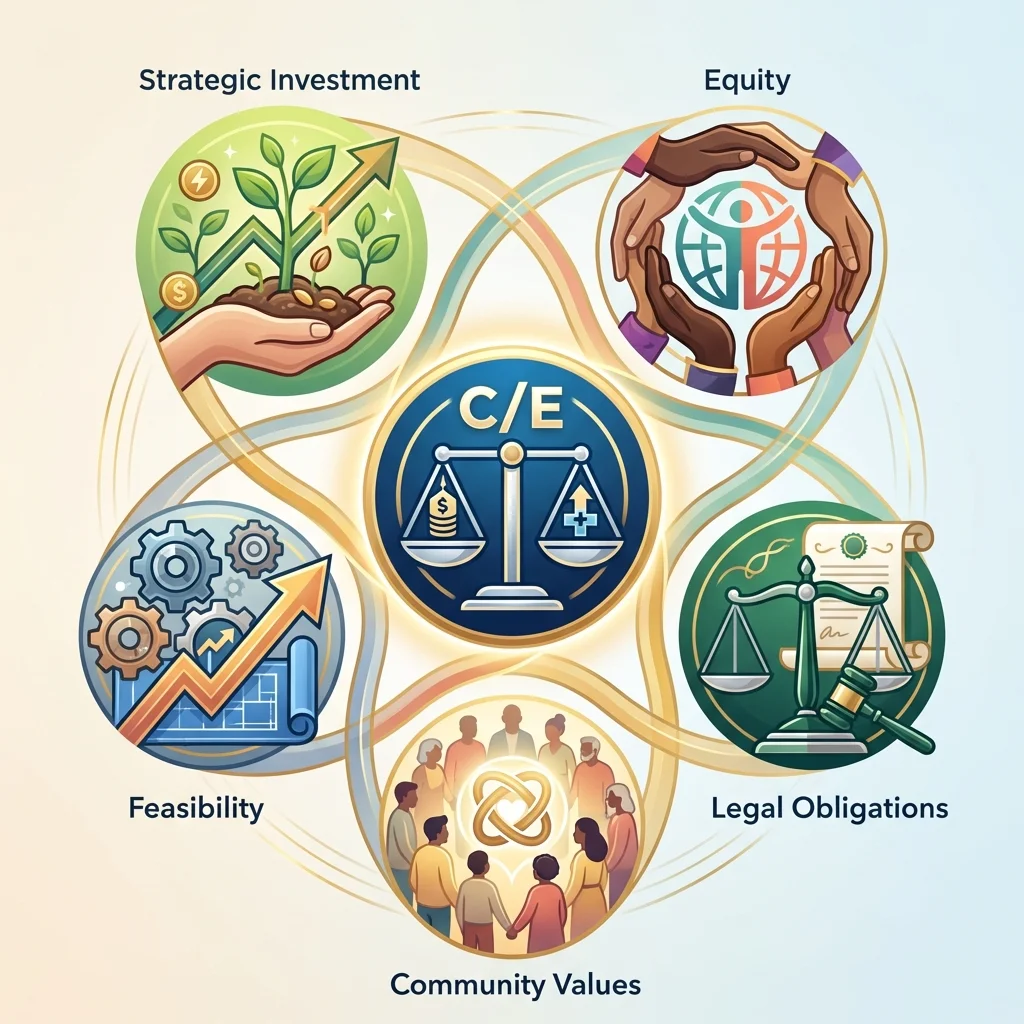 Strategic Investment
Equity
$
C/E
$
Feasibility
Legal Obligations
Community Values